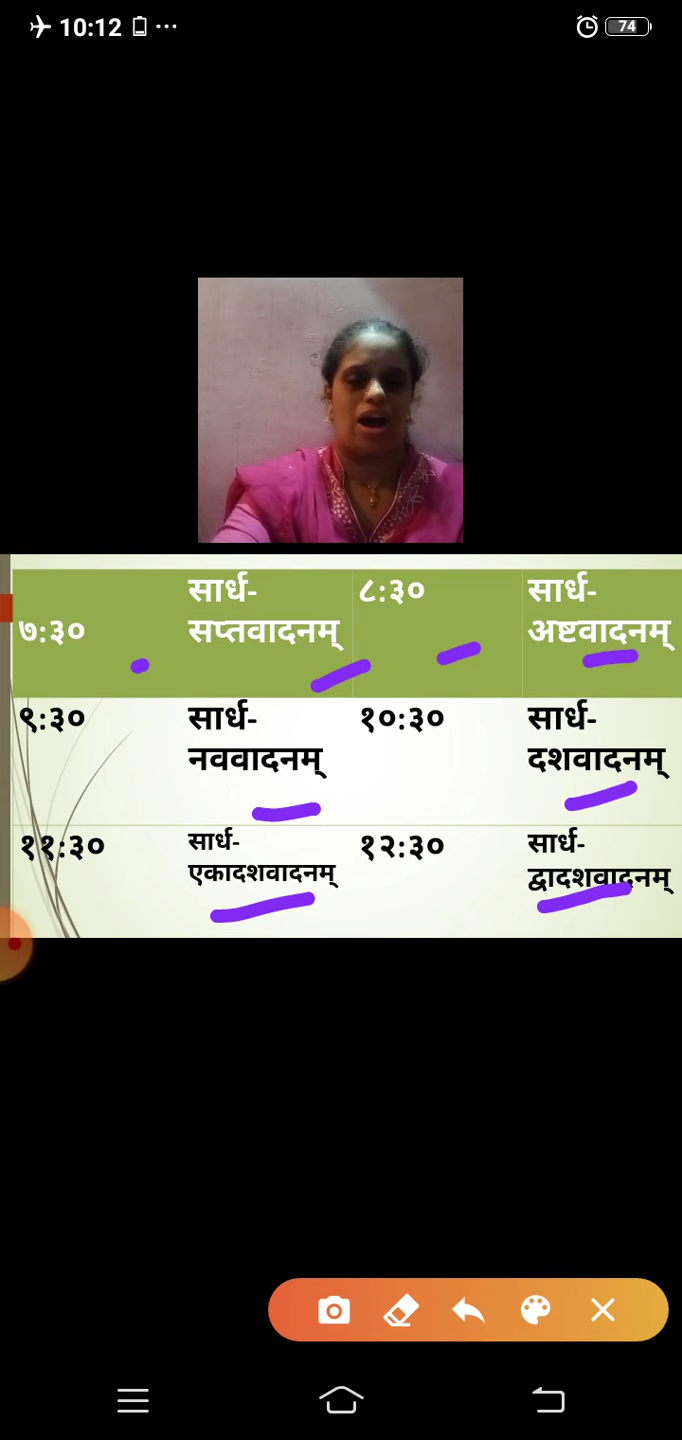 10:12
74
७:३० सार्ध- ८:३० सार्ध-
सप्तवादनम् अष्टवादनम्
९:३० सार्ध- १०:३० सार्ध-
नववादनम् दशवादनम्
११:३० सार्ध- १२:३० सार्ध-
एकादशवादनम् द्वादशवादनम्